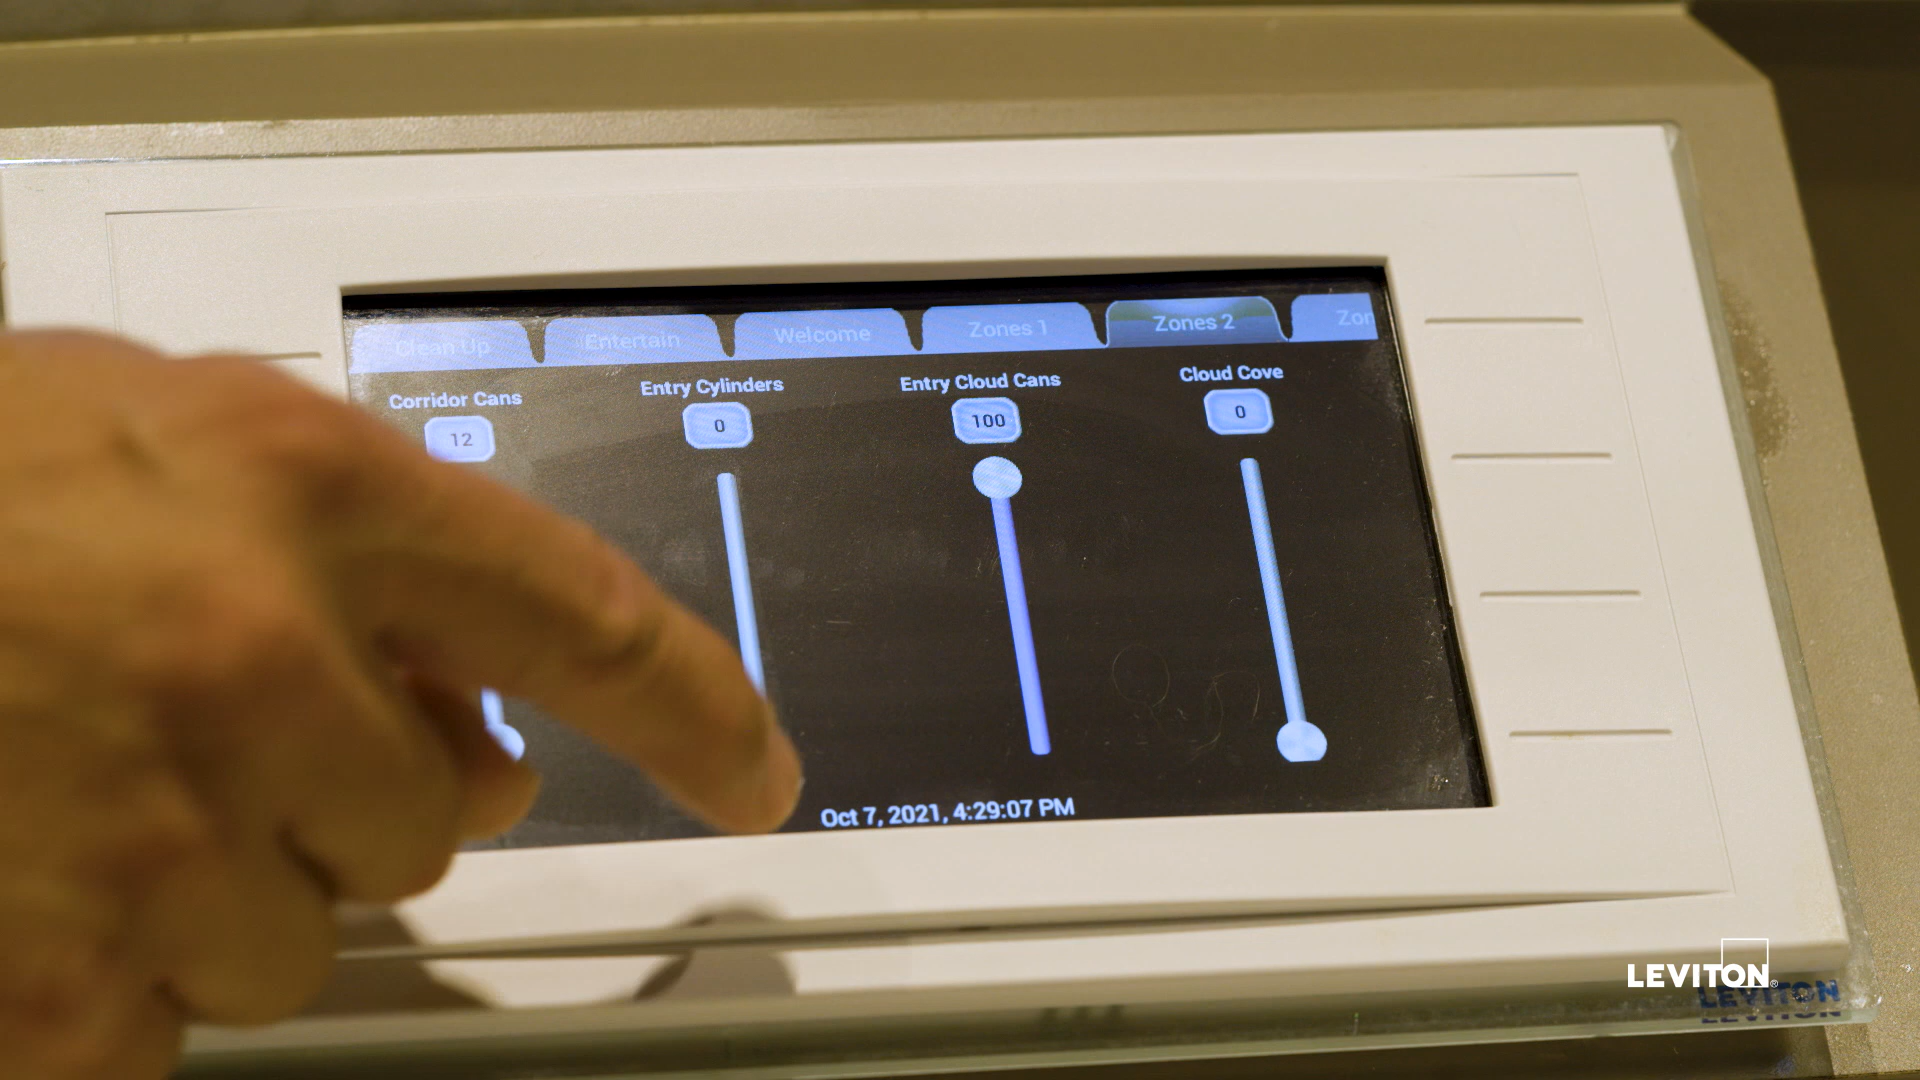 Clean Up
Entertain
Welcome
Zones 1
Zones 2
Zon
Corridor Cans
Entry Cylinders
Entry Cloud Cans
Cloud Cove
12
0
100
0
Oct 7, 2021, 4:29:07 PM
LEVITON®
LEVITON